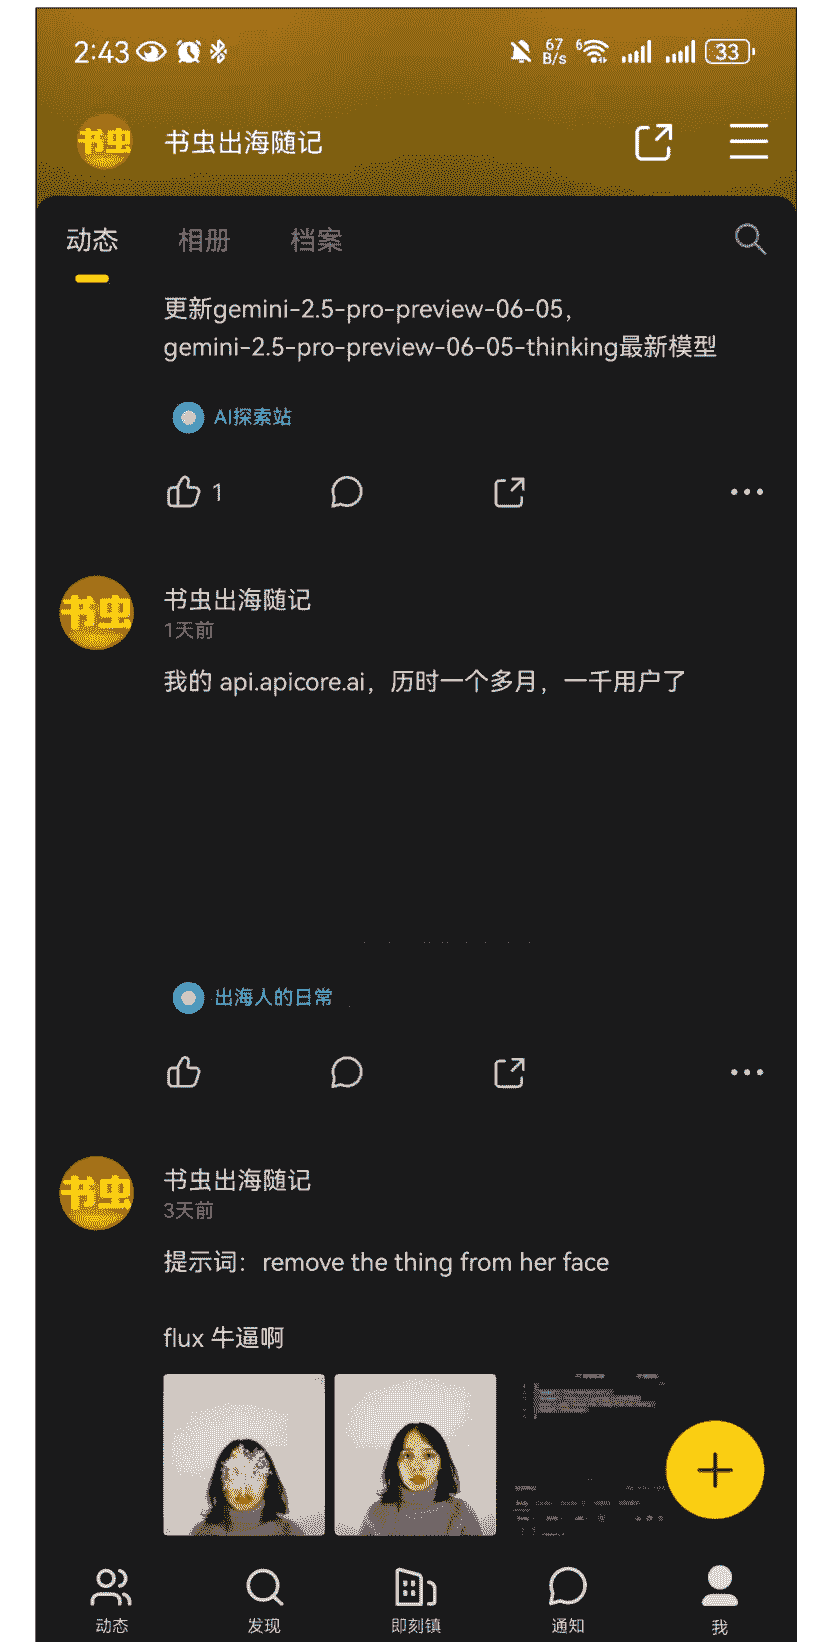 2:43
67
B/s
6
33
书虫
书虫出海随记
动态
相册
档案
更新gemini-2.5-pro-preview-06-05，
gemini-2.5-pro-preview-06-05-thinking最新模型
AI探索站
1
书虫
书虫出海随记
1天前
我的 api.apicore.ai，历时一个多月，一千用户了
出海人的日常
书虫
书虫出海随记
3天前
提示词：remove the thing from her face
flux 牛逼啊
动态
发现
即刻镇
通知
我